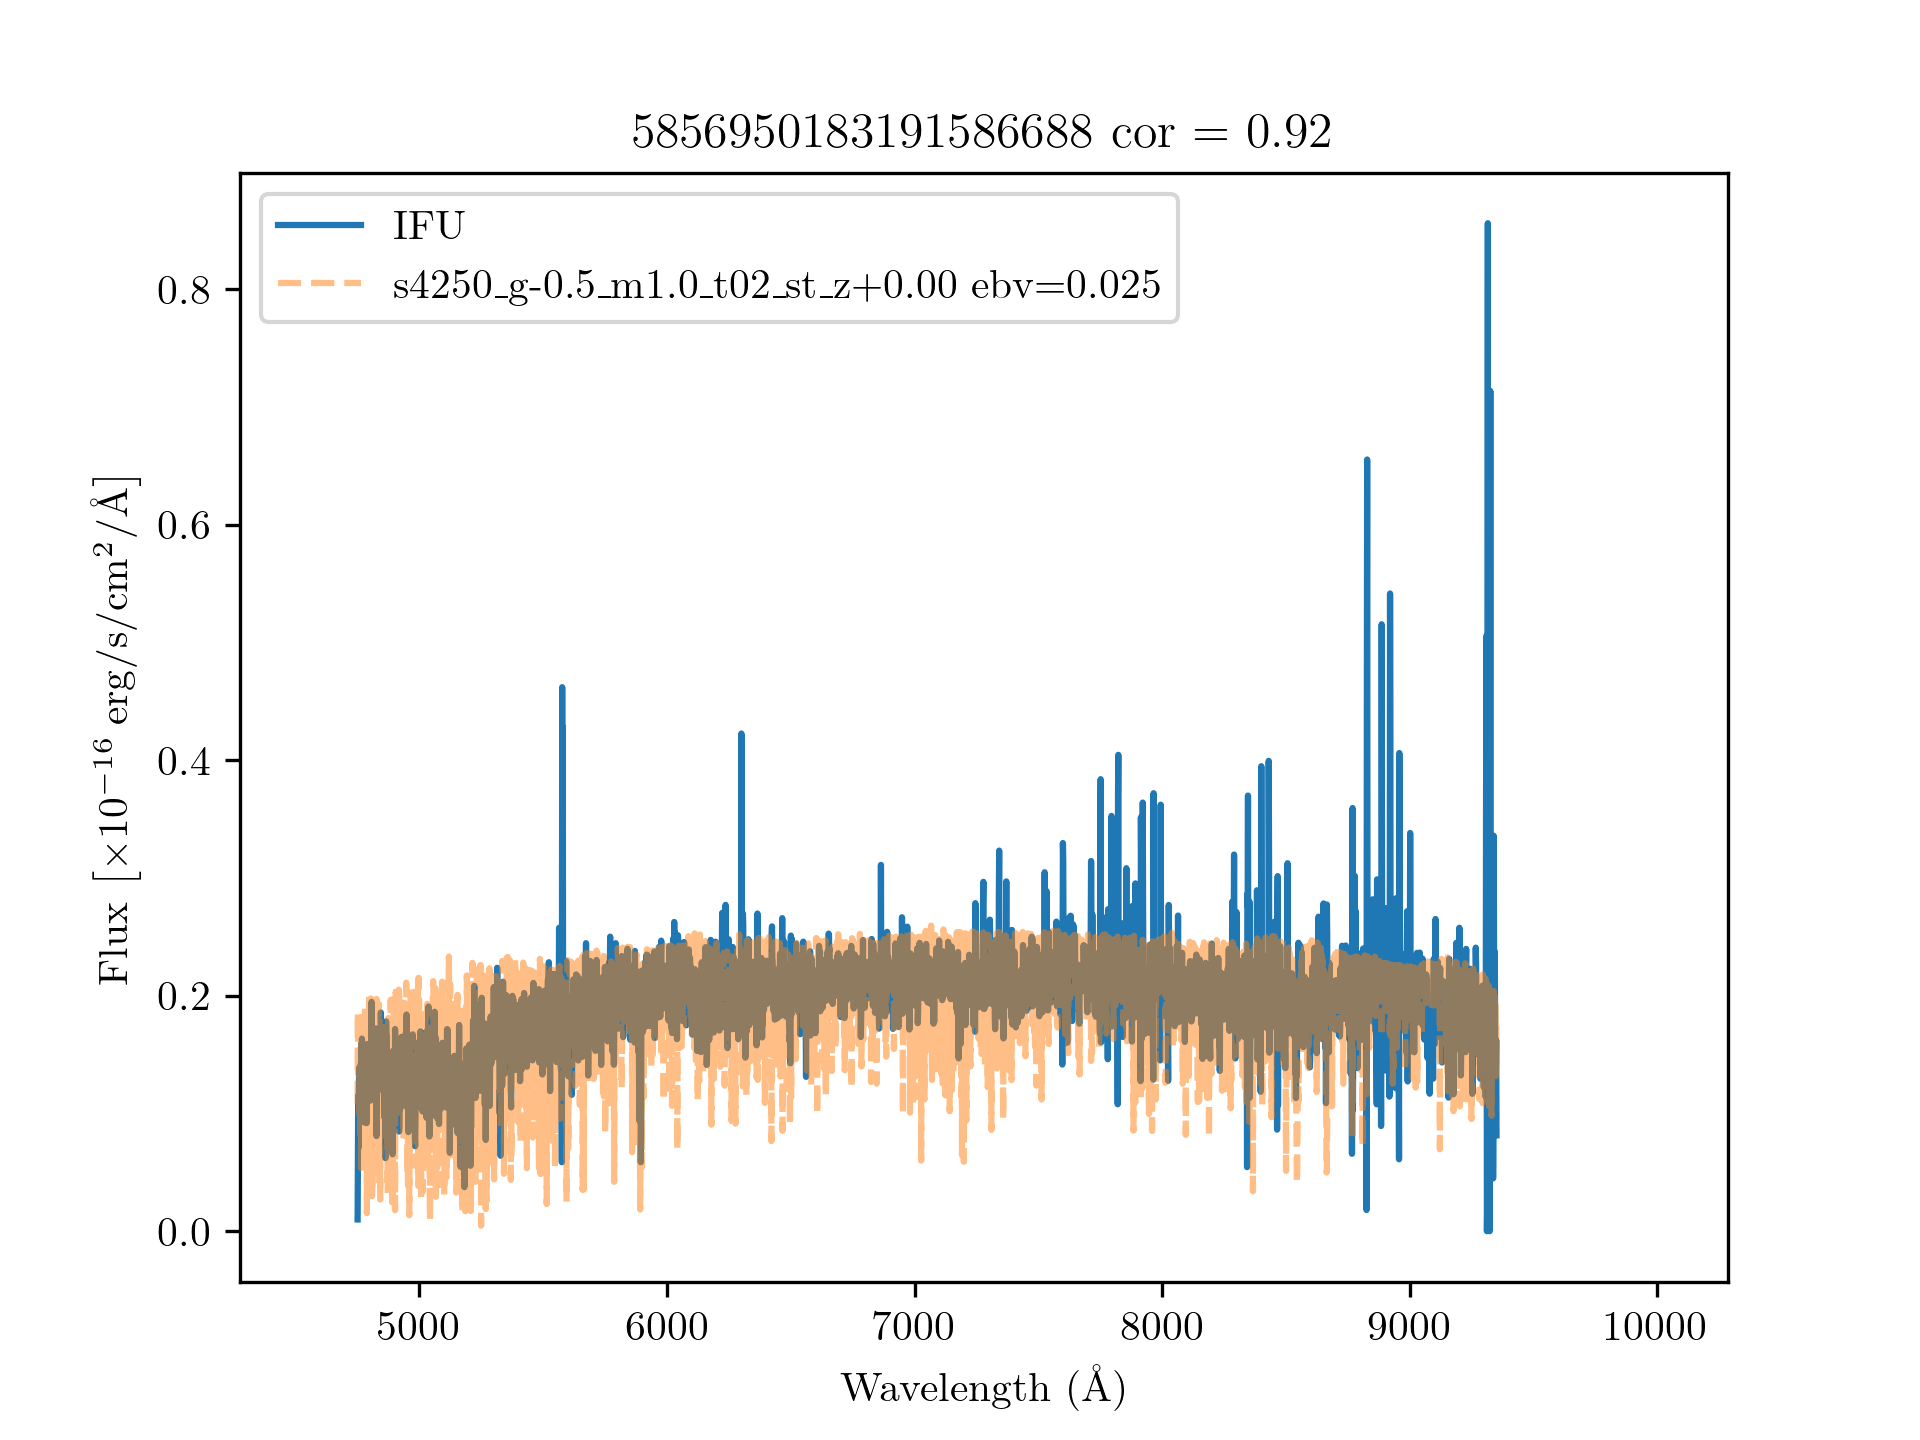 5856950183191586688 cor = 0.92
IFU
s4250_g-0.5_m1.0_t02_st_z+0.00 ebv=0.025
Flux [×10⁻¹⁶ erg/s/cm²/Å]
0.8
0.6
0.4
0.2
0.0
5000 6000 7000 8000 9000 10000
Wavelength (Å)